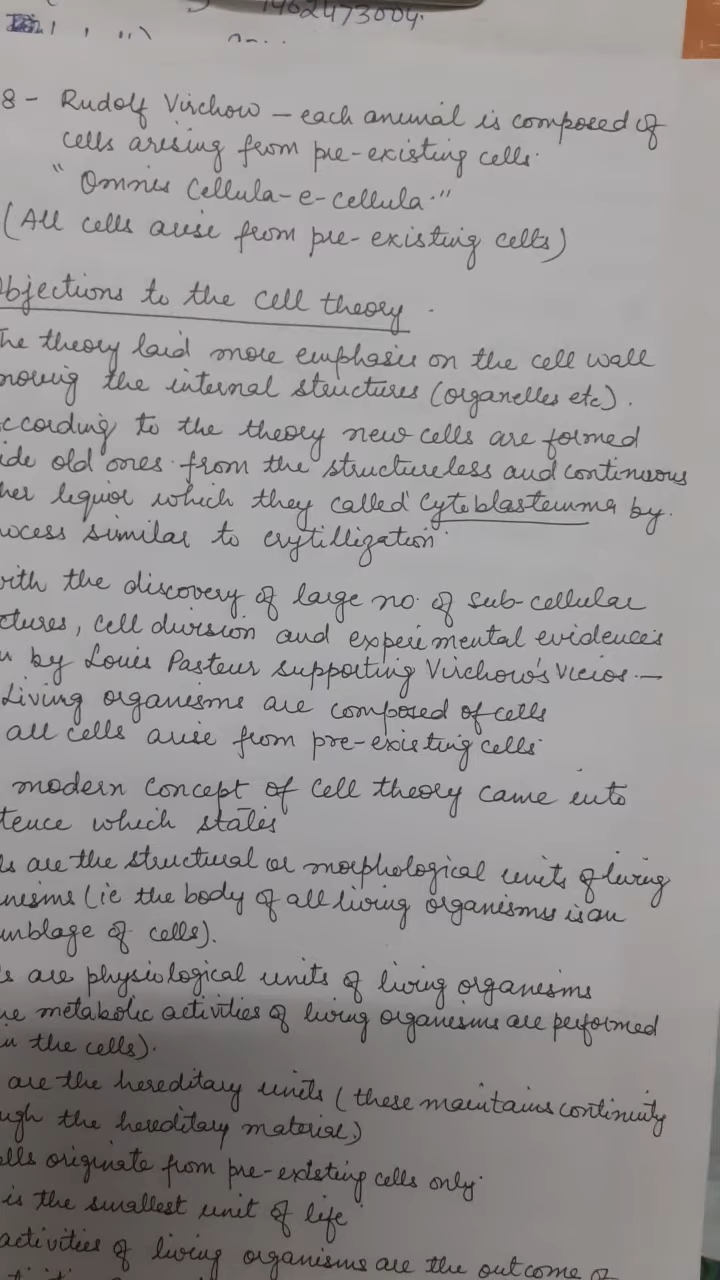 1962473004.
8- Rudolf Virchow - each animal is composed of
cells arising from pre-existing cells.
"Omnis Cellula-e-cellula."
(All cells arise from pre-existing cells)
bjections to the cell theory.
he theory laid more emphasis on the cell wall
noring the internal structures (organelles etc).
ccording to the theory new cells are formed
ide old ones from the structureless and continuous
her liquor which they called Cytoblastemma by.
ocess similar to crytillization.
with the discovery of large no. of sub-cellular
ctures, cell division and experimental evidences
by Louis Pasteur supporting Virchow's Views -
Living organisms are composed of cells
all cells arise from pre-existing cells.
modern concept of cell theory came into
tence which states
ls are the structural or morphological units of living
nisms (ie the body of all living organisms is an
mblage of cells).
s are physiological units of living organisms
he metabolic activities of living organisms are performed
in the cells).
are the hereditary units (these maintains continuity
ugh the hereditary material)
ells originate from pre-existing cells only.
is the smallest unit of life.
activities of living organisms are the outcome of